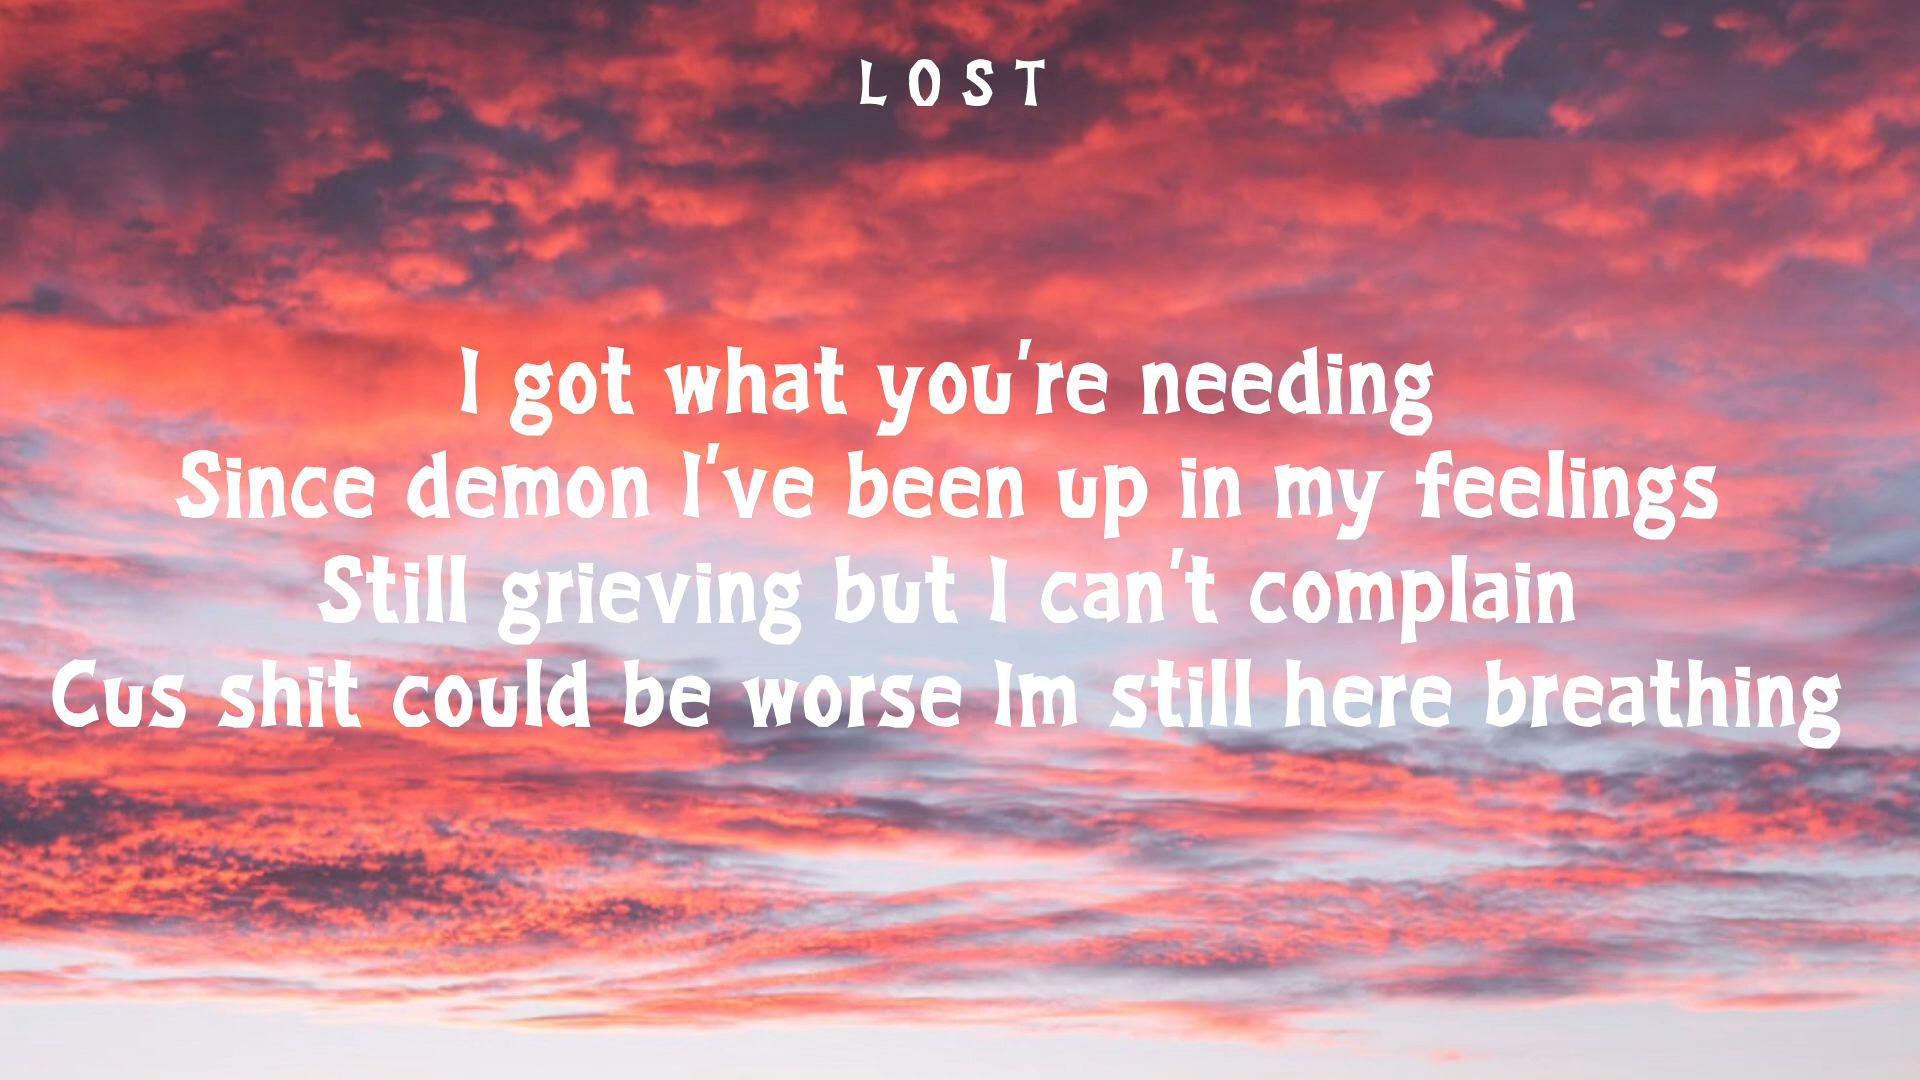 LOST
I got what you're needing
Since demon I've been up in my feelings
Still grieving but I can't complain
Cus shit could be worse Im still here breathing